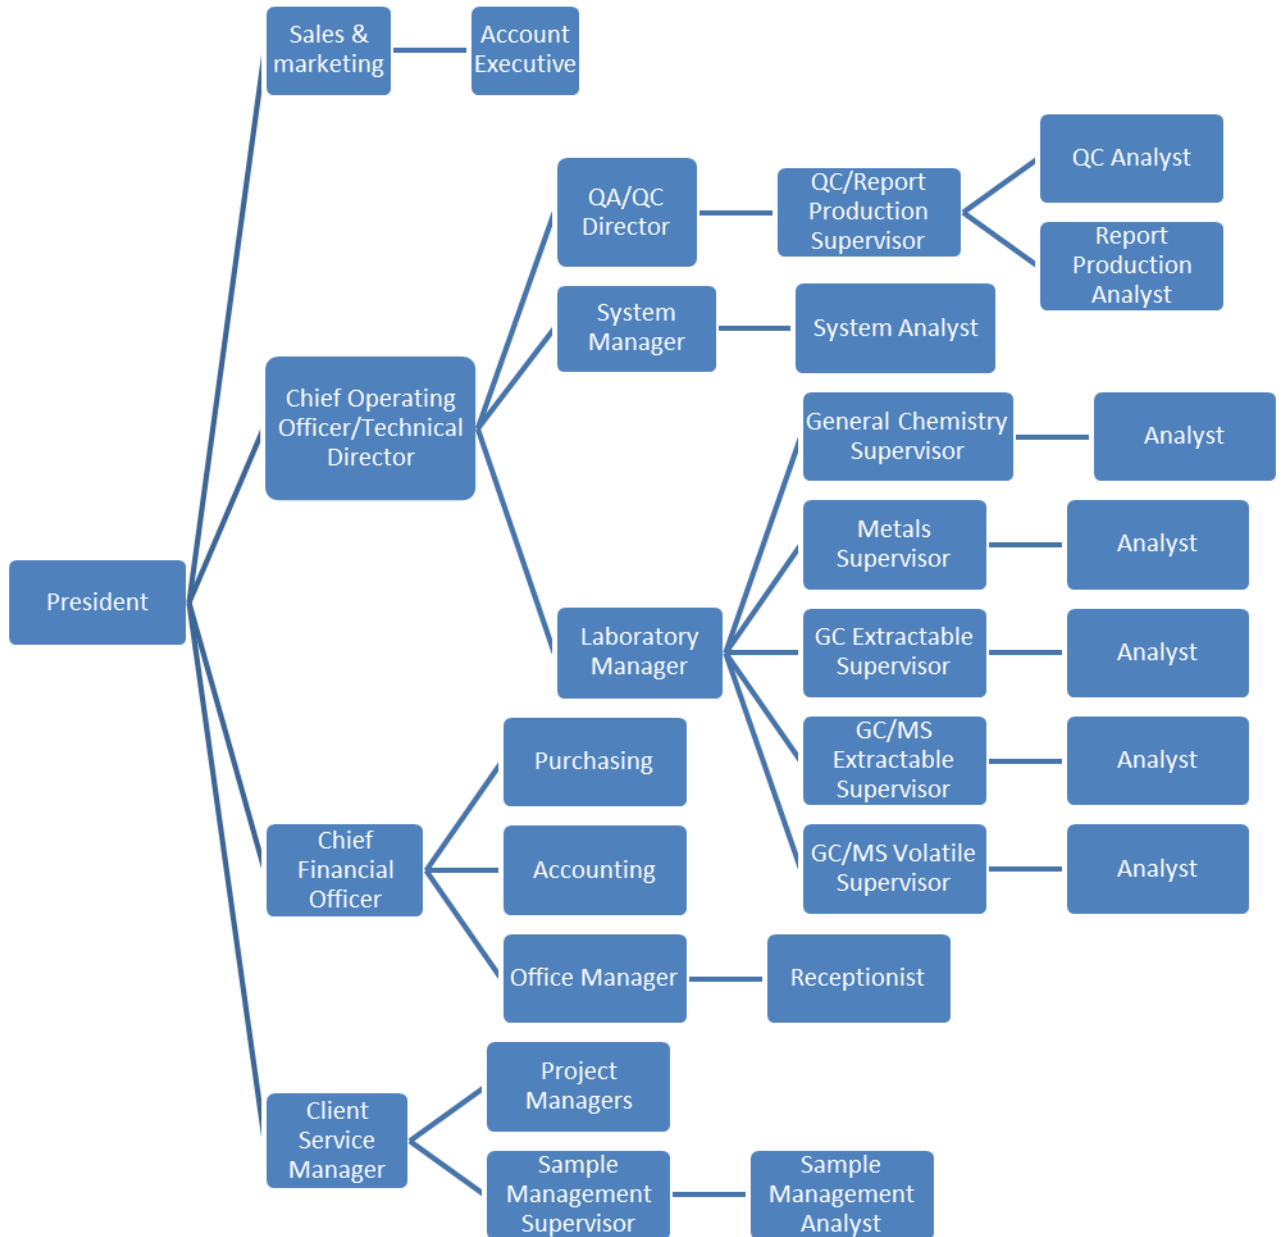 Sales &
marketing
Account
Executive
QA/QC
Director
QC/Report
Production
Supervisor
QC Analyst
Report
Production
Analyst
System
Manager
System Analyst
Chief Operating
Officer/Technical
Director
General Chemistry
Supervisor
Analyst
Metals
Supervisor
Analyst
President
Laboratory
Manager
GC Extractable
Supervisor
Analyst
GC/MS
Extractable
Supervisor
Analyst
GC/MS Volatile
Supervisor
Analyst
Chief
Financial
Officer
Purchasing
Accounting
Office Manager
Receptionist
Client
Service
Manager
Project
Managers
Sample
Management
Supervisor
Sample
Management
Analyst